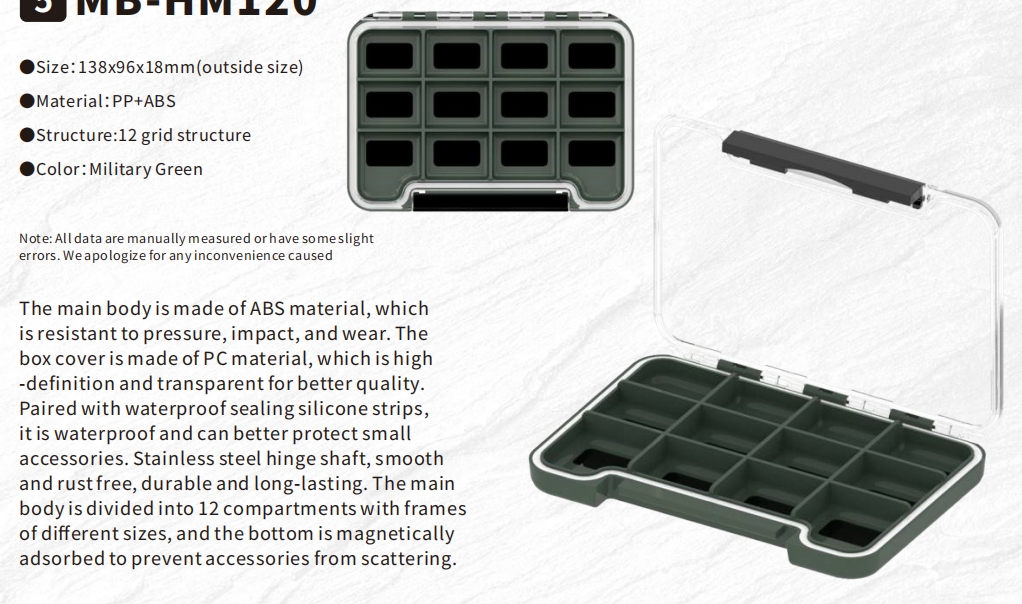 5 MB-HM120
●Size:138x96x18mm(outside size)
●Material:PP+ABS
●Structure:12 grid structure
●Color:Military Green
Note: All data are manually measured or have some slight
errors. We apologize for any inconvenience caused
The main body is made of ABS material, which
is resistant to pressure, impact, and wear. The
box cover is made of PC material, which is high
-definition and transparent for better quality.
Paired with waterproof sealing silicone strips,
it is waterproof and can better protect small
accessories. Stainless steel hinge shaft, smooth
and rust free, durable and long-lasting. The main
body is divided into 12 compartments with frames
of different sizes, and the bottom is magnetically
adsorbed to prevent accessories from scattering.